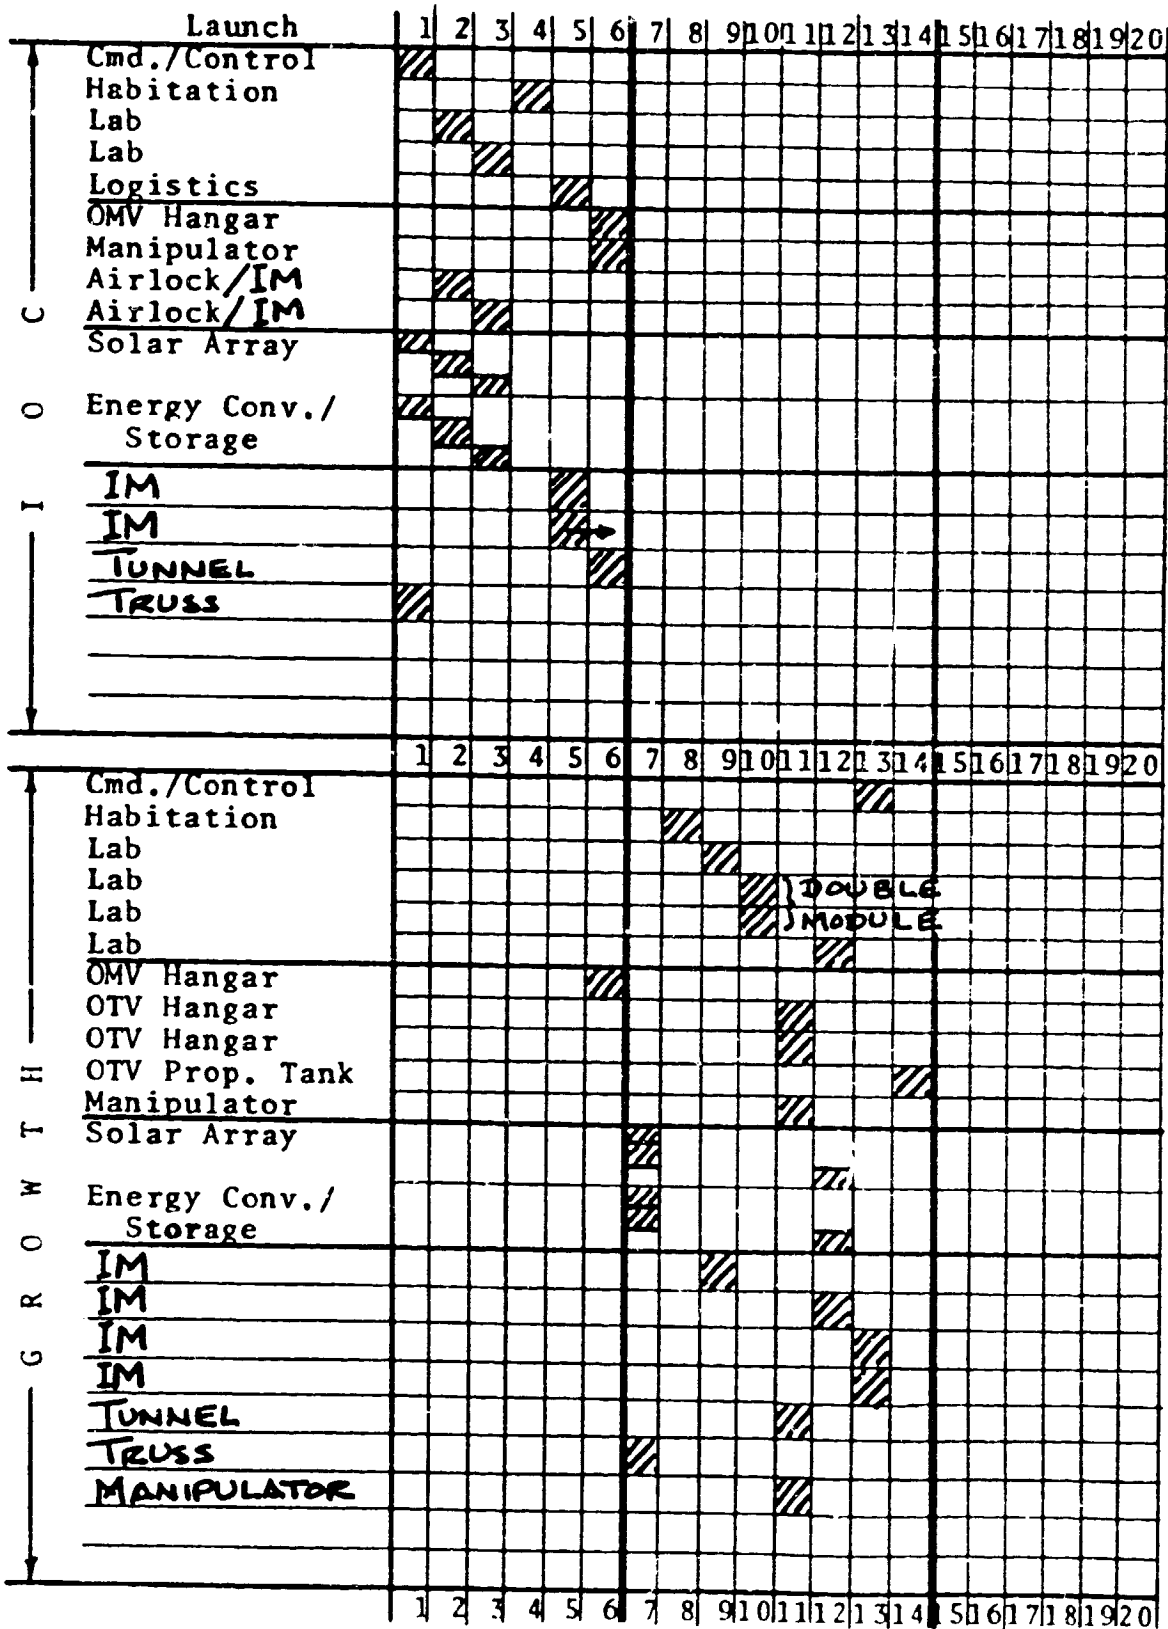 Launch 1 2 3 4 5 6 7 8 9 10 11 12 13 14 15 16 17 18 19 20
I O C
Cmd./Control
Habitation
Lab
Lab
Logistics
OMV Hangar
Manipulator
Airlock/IM
Airlock/IM
Solar Array
Energy Conv./
Storage
IM
IM
TUNNEL
TRUSS
1 2 3 4 5 6 7 8 9 10 11 12 13 14 15 16 17 18 19 20
GROWTH
Cmd./Control
Habitation
Lab
Lab } DOUBLE
Lab } MODULE
Lab
OMV Hangar
OTV Hangar
OTV Hangar
OTV Prop. Tank
Manipulator
Solar Array
Energy Conv./
Storage
IM
IM
IM
IM
TUNNEL
TRUSS
MANIPULATOR
1 2 3 4 5 6 7 8 9 10 11 12 13 14 15 16 17 18 19 20